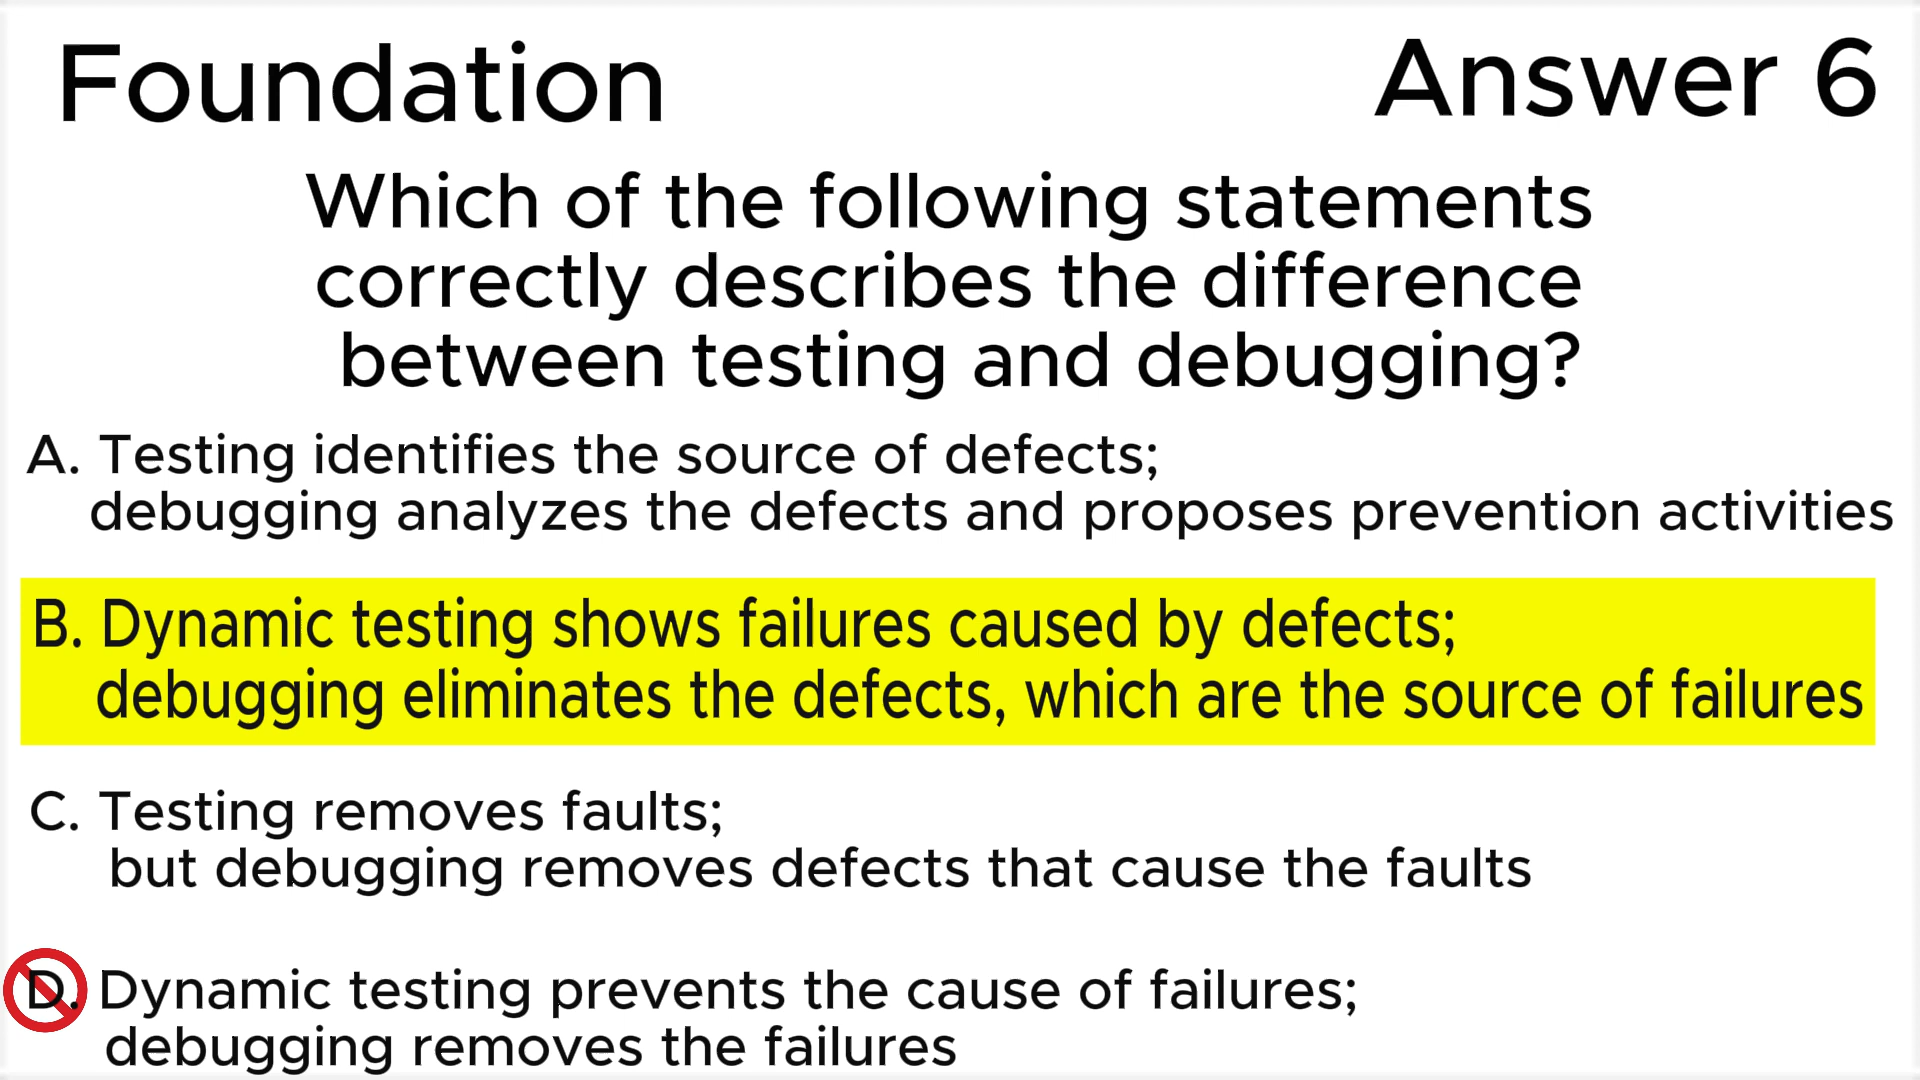 Foundation
Answer 6
Which of the following statements
correctly describes the difference
between testing and debugging?
A. Testing identifies the source of defects;
debugging analyzes the defects and proposes prevention activities
B. Dynamic testing shows failures caused by defects;
debugging eliminates the defects, which are the source of failures
C. Testing removes faults;
but debugging removes defects that cause the faults
D. Dynamic testing prevents the cause of failures;
debugging removes the failures